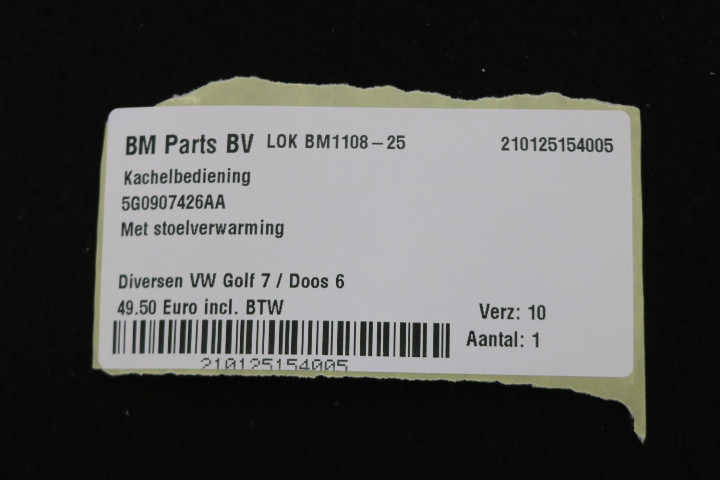 BM Parts BV LOK BM1108-25 210125154005
Kachelbediening
5G0907426AA
Met stoelverwarming
Diversen VW Golf 7 / Doos 6
49.50 Euro incl. BTW
Verz: 10
Aantal: 1
210125154005